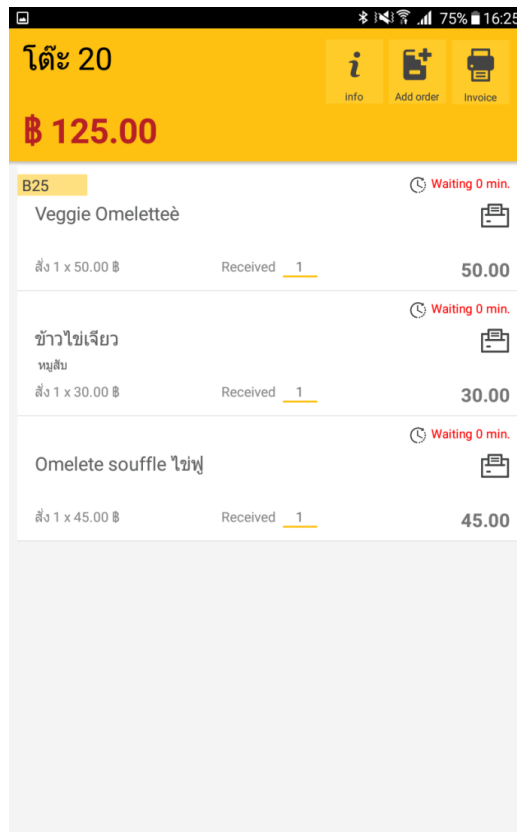 75% 16:25
โต๊ะ 20
i
info
Add order
Invoice
฿ 125.00
B25
Waiting 0 min.
Veggie Omeletteè
สั่ง 1 x 50.00 ฿ Received 1 50.00
Waiting 0 min.
ข้าวไข่เจียว
หมูสับ
สั่ง 1 x 30.00 ฿ Received 1 30.00
Waiting 0 min.
Omelete souffle ไข่ฟู
สั่ง 1 x 45.00 ฿ Received 1 45.00